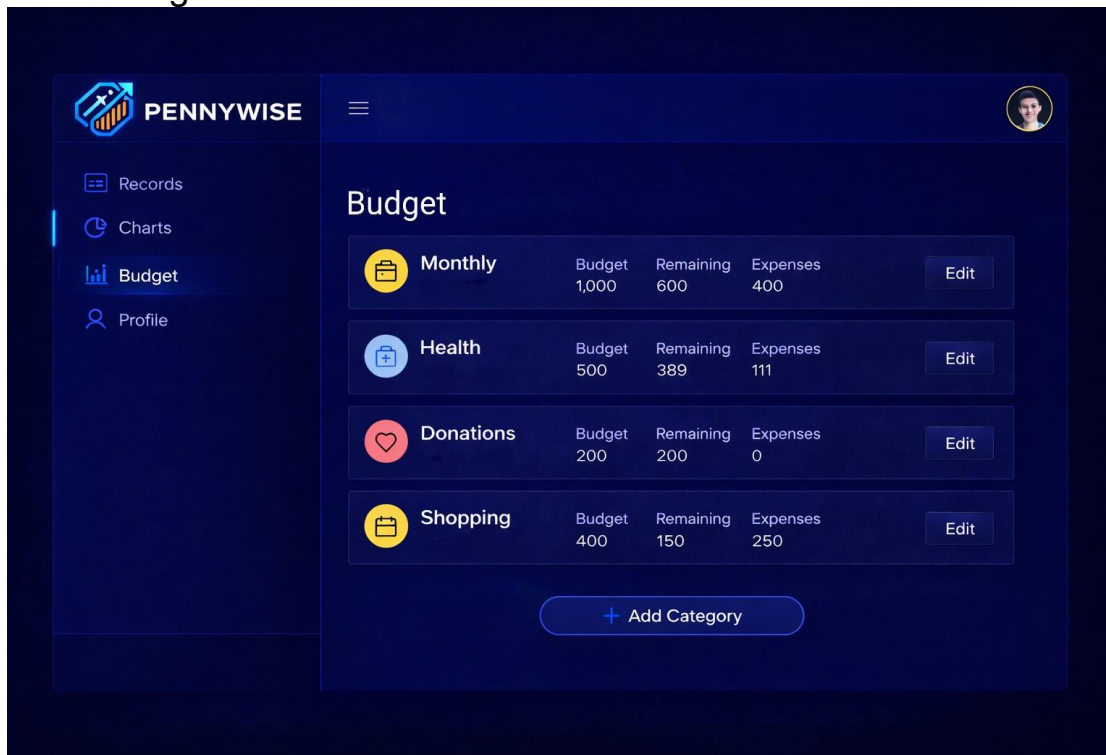 PENNYWISE
Records
Charts
Budget
Profile
Budget
Monthly
Budget Remaining Expenses
1,000 600 400
Edit
Health
Budget Remaining Expenses
500 389 111
Edit
Donations
Budget Remaining Expenses
200 200 0
Edit
Shopping
Budget Remaining Expenses
400 150 250
Edit
+ Add Category